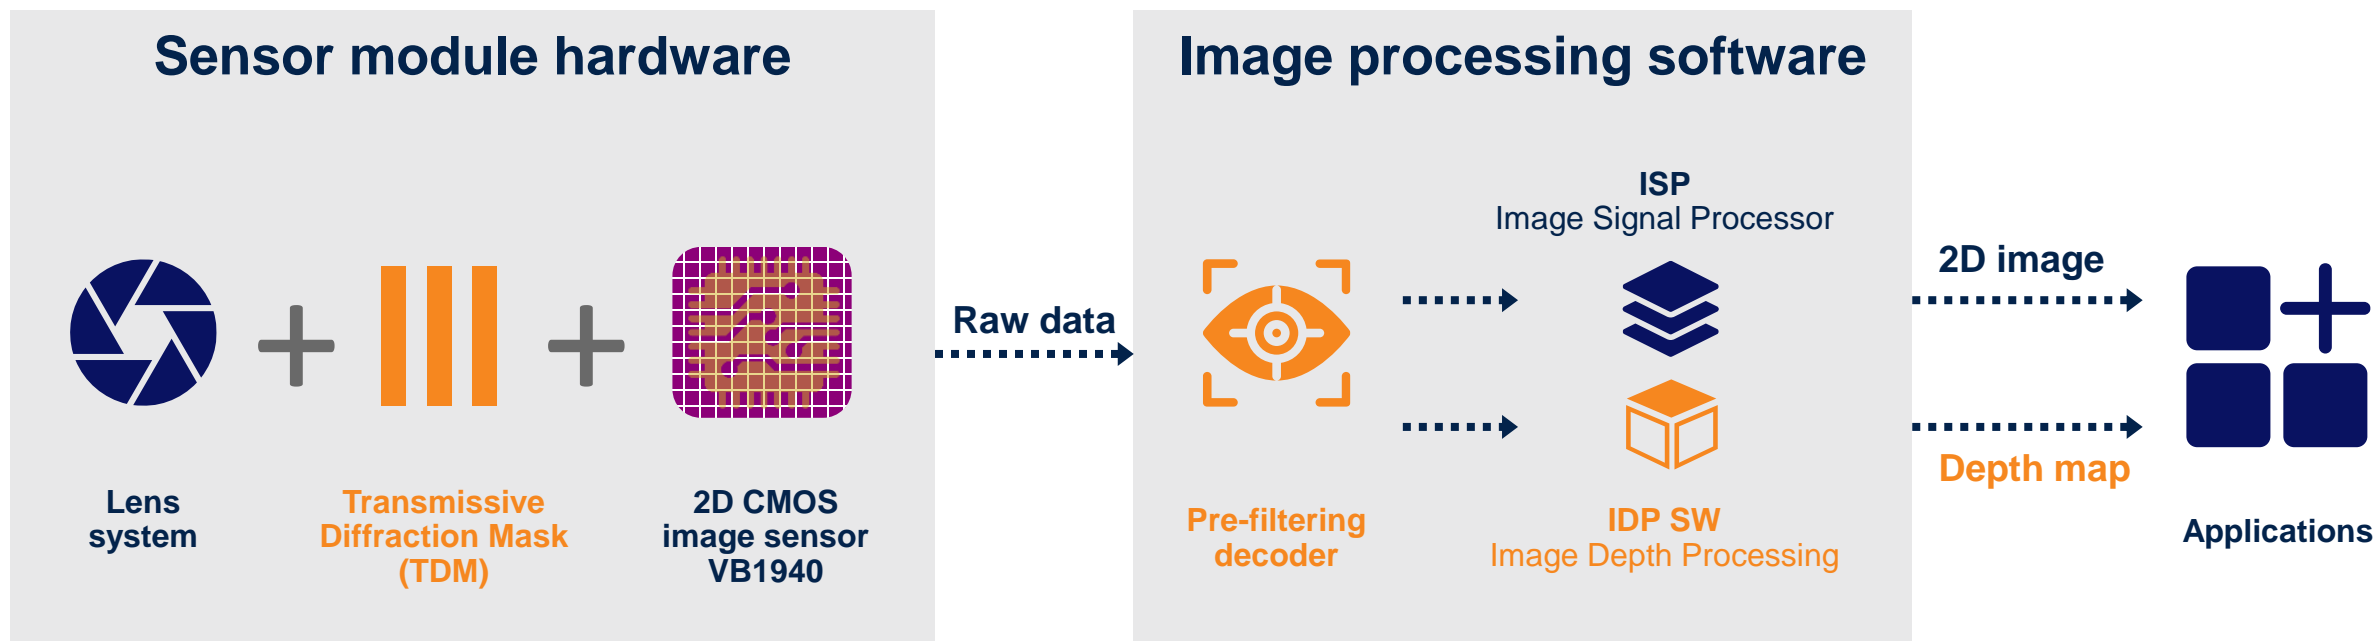 Sensor module hardware
Lens
system
Transmissive
Diffraction Mask
(TDM)
2D CMOS
image sensor
VB1940
Raw data
Image processing software
Pre-filtering
decoder
ISP
Image Signal Processor
IDP SW
Image Depth Processing
2D image
Depth map
Applications